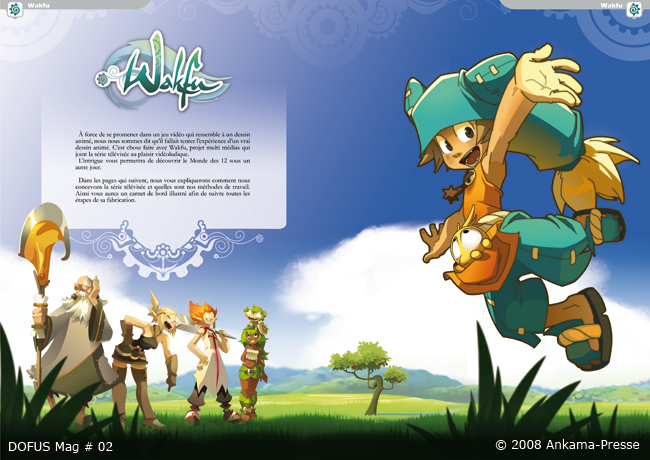 Wakfu
Wakfu
Wakfu
À force de se promener dans un jeu vidéo qui ressemble à un dessin
animé, nous nous sommes dit qu'il fallait tenter l'expérience d'un vrai
dessin animé. C'est chose faite avec Wakfu, projet multi médias qui
joint la série télévisée au plaisir vidéoludique.
L'intrigue vous permettra de découvrir le Monde des 12 sous un
autre jour.
Dans les pages qui suivent, nous vous expliquerons comment nous
concevons la série télévisée et quelles sont nos méthodes de travail.
Ainsi vous aurez un carnet de bord illustré afin de suivre toutes les
étapes de sa fabrication.
DOFUS Mag # 02
© 2008 Ankama-Presse